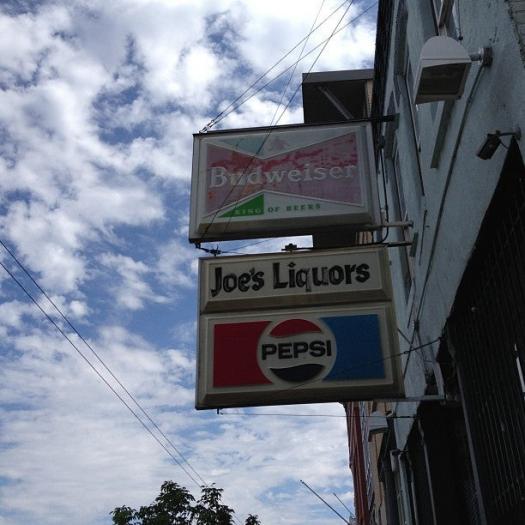 Budweiser
KING OF BEERS
Joe's Liquors
PEPSI